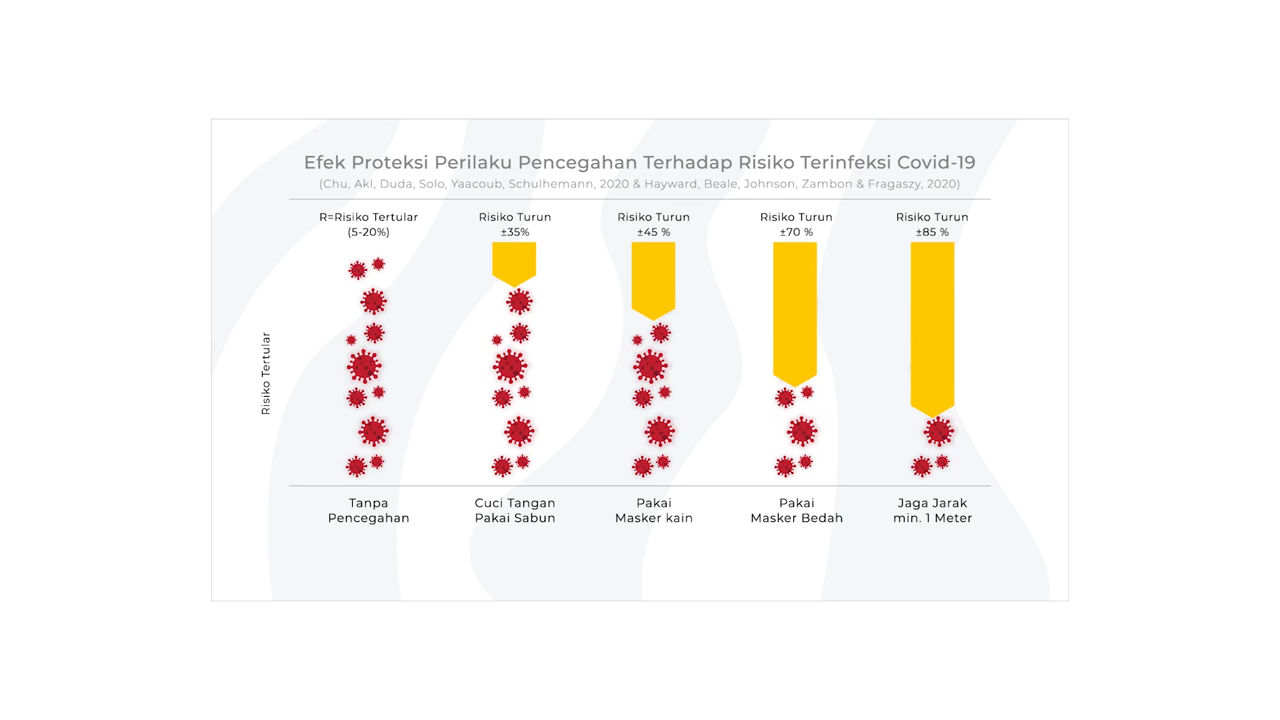 Efek Proteksi Perilaku Pencegahan Terhadap Risiko Terinfeksi Covid-19
(Chu, Akl, Duda, Solo, Yaacoub, Schulhemann, 2020 & Hayward, Beale, Johnson, Zambon & Fragaszy, 2020)
R=Risiko Tertular
(5-20%)
Risiko Turun
±35%
Risiko Turun
±45 %
Risiko Turun
±70 %
Risiko Turun
±85 %
Risiko Tertular
Tanpa
Pencegahan
Cuci Tangan
Pakai Sabun
Pakai
Masker kain
Pakai
Masker Bedah
Jaga Jarak
min. 1 Meter